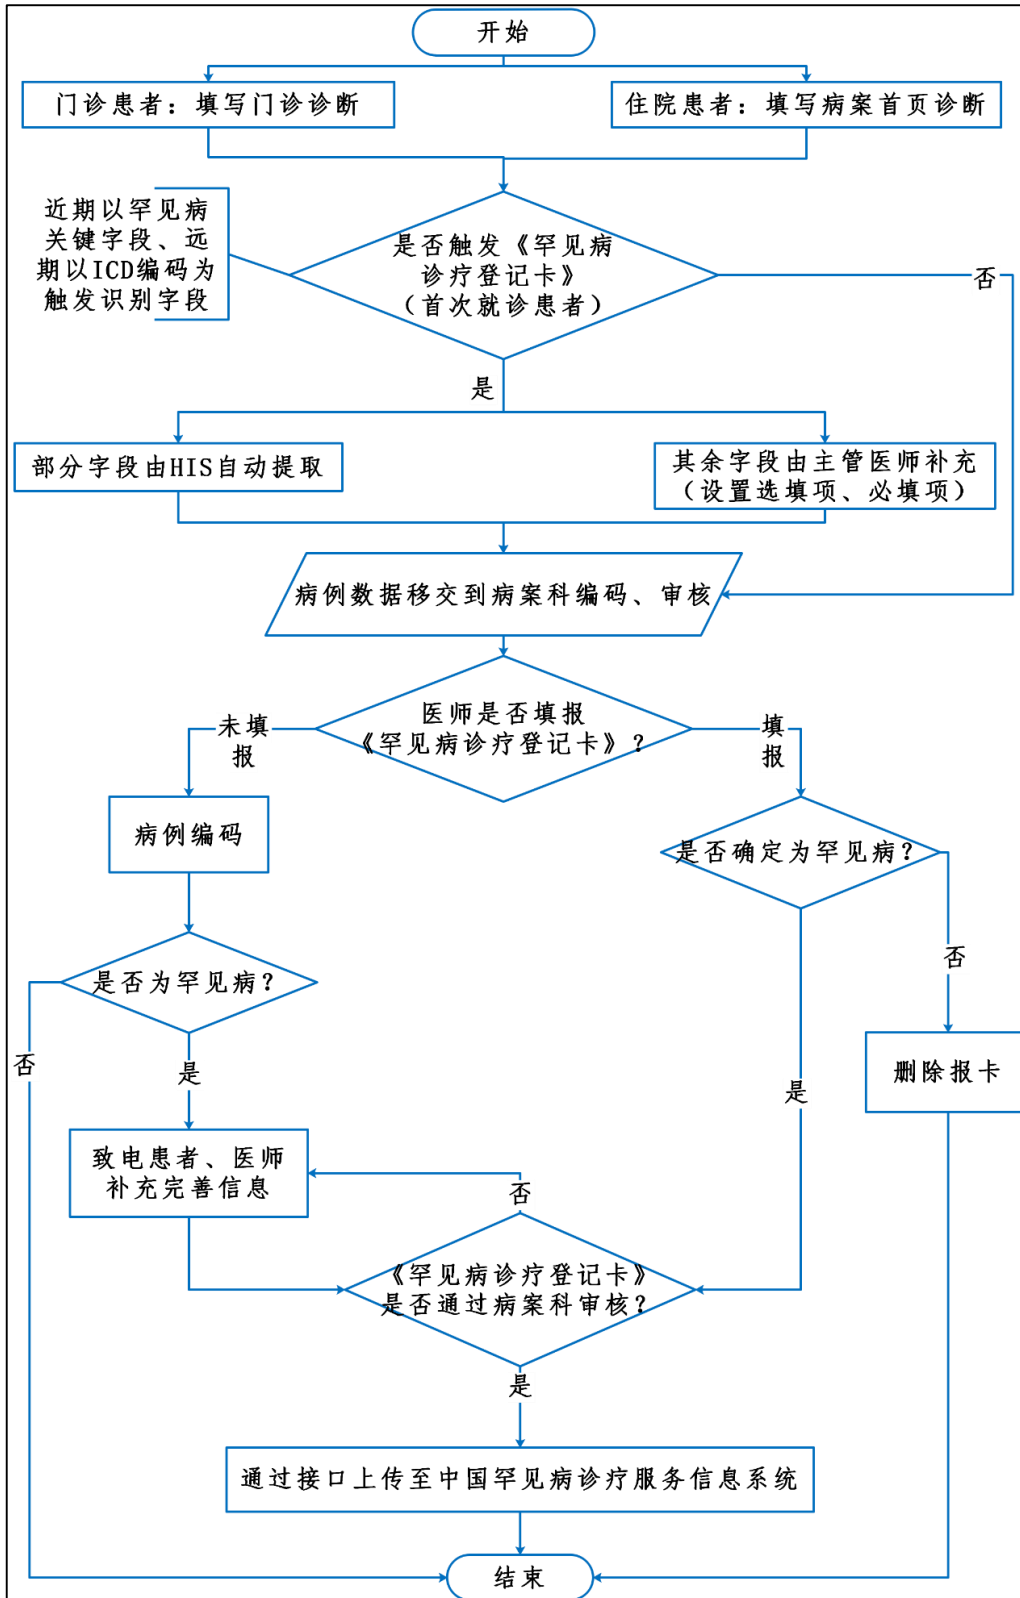 开始
门诊患者：填写门诊诊断
住院患者：填写病案首页诊断
近期以罕见病
关键字段、远
期以ICD编码为
触发识别字段
是否触发《罕见病
诊疗登记卡》
（首次就诊患者）
否
是
部分字段由HIS自动提取
其余字段由主管医师补充
（设置选填项、必填项）
病例数据移交到病案科编码、审核
医师是否填报
《罕见病诊疗登记卡》？
未填
报
填
报
病例编码
是否确定为罕见病？
是否为罕见病？
否
否
是
是
删除报卡
致电患者、医师
补充完善信息
否
《罕见病诊疗登记卡》
是否通过病案科审核？
是
通过接口上传至中国罕见病诊疗服务信息系统
结束